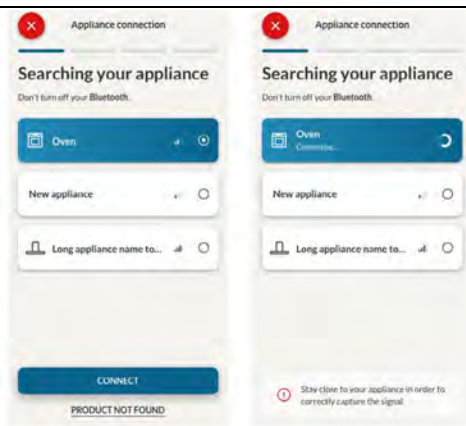 Appliance connection
Searching your appliance
Don't turn off your Bluetooth.
Oven
New appliance
Long appliance name to...
CONNECT
PRODUCT NOT FOUND
Appliance connection
Searching your appliance
Don't turn off your Bluetooth.
Oven
Connecting...
New appliance
Long appliance name to...
Stay close to your appliance in order to
correctly capture the signal.